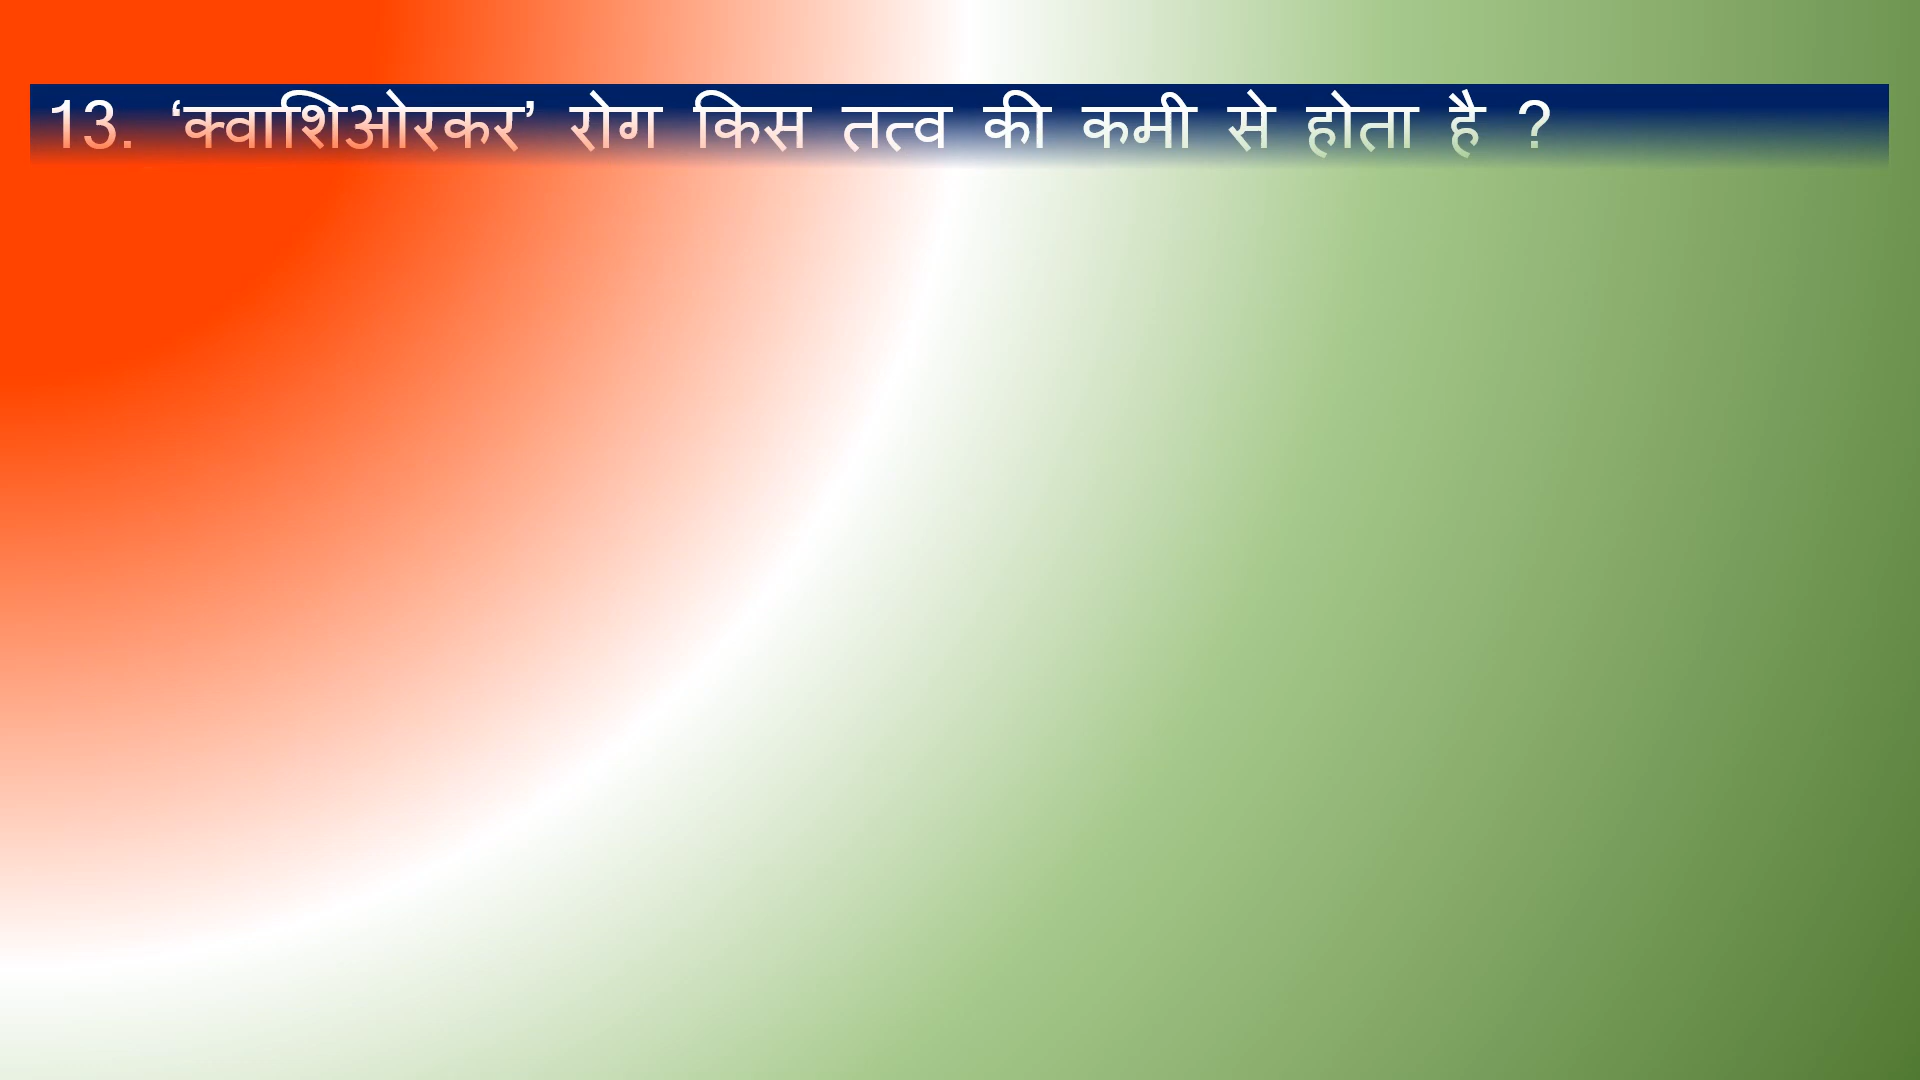 13. ‘क्वाशिओरकर’ रोग किस तत्व की कमी से होता है ?